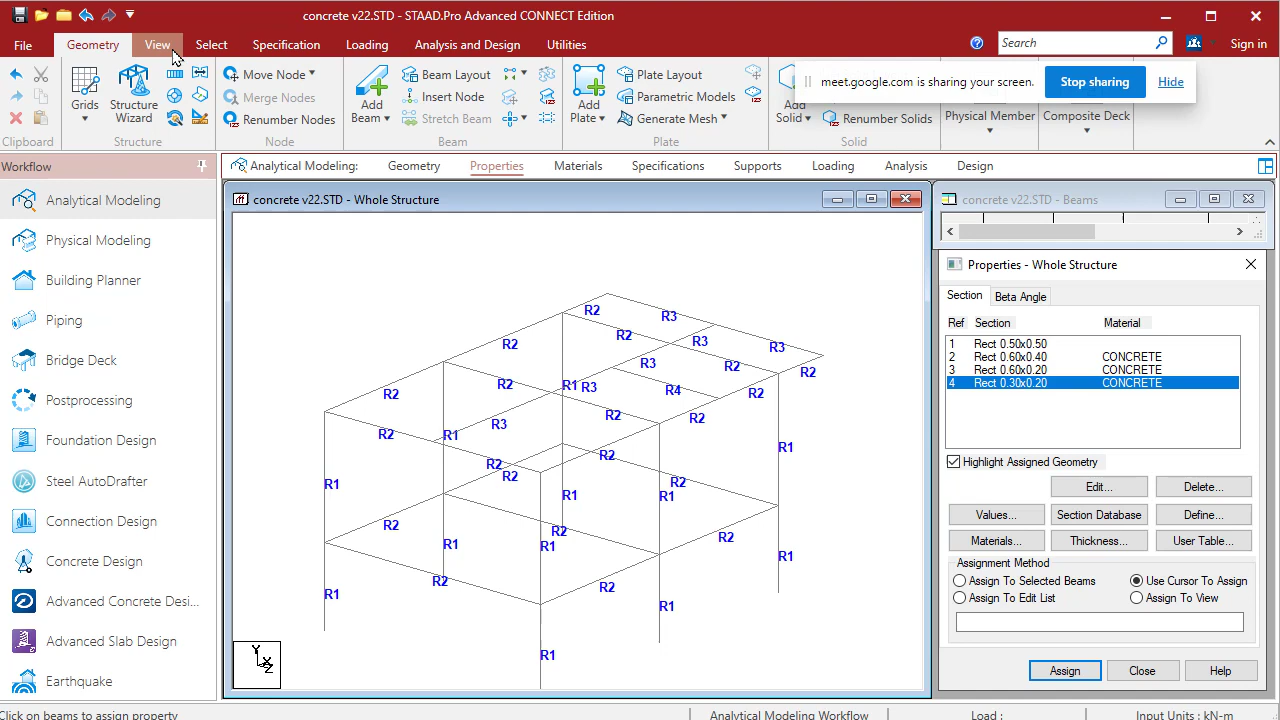 concrete v22.STD - STAAD.Pro Advanced CONNECT Edition
File Geometry View Select Specification Loading Analysis and Design Utilities
Search
Sign in
meet.google.com is sharing your screen. Stop sharing Hide
Grids
Structure Wizard
Move Node
Merge Nodes
Renumber Nodes
Add Beam
Beam Layout
Insert Node
Stretch Beam
Add Plate
Plate Layout
Parametric Models
Generate Mesh
Add Solid
Renumber Solids
Physical Member
Composite Deck
Clipboard Structure Node Beam Plate Solid
Workflow
Analytical Modeling: Geometry Properties Materials Specifications Supports Loading Analysis Design
Analytical Modeling
Physical Modeling
Building Planner
Piping
Bridge Deck
Postprocessing
Foundation Design
Steel AutoDrafter
Connection Design
Concrete Design
Advanced Concrete Desi...
Advanced Slab Design
Earthquake
concrete v22.STD - Whole Structure
R2 R3
R2 R2 R3 R3
R2 R2 R3 R2 R2
R2 R1 R3 R4 R2
R3 R2 R2
R2 R1 R2 R1
R2 R2
R1 R2 R1 R1 R2
R2 R2 R1 R2
R1 R1 R1
R2 R2
R1 R1
R1
Y
X
Z
concrete v22.STD - Beams
Properties - Whole Structure
Section Beta Angle
Ref Section Material
1 Rect 0.50x0.50
2 Rect 0.60x0.40 CONCRETE
3 Rect 0.60x0.20 CONCRETE
4 Rect 0.30x0.20 CONCRETE
Highlight Assigned Geometry
Edit... Delete...
Values... Section Database Define...
Materials... Thickness... User Table...
Assignment Method
Assign To Selected Beams Use Cursor To Assign
Assign To Edit List Assign To View
Assign Close Help
Click on beams to assign property
Analytical Modeling Workflow Load : Input Units : kN-m